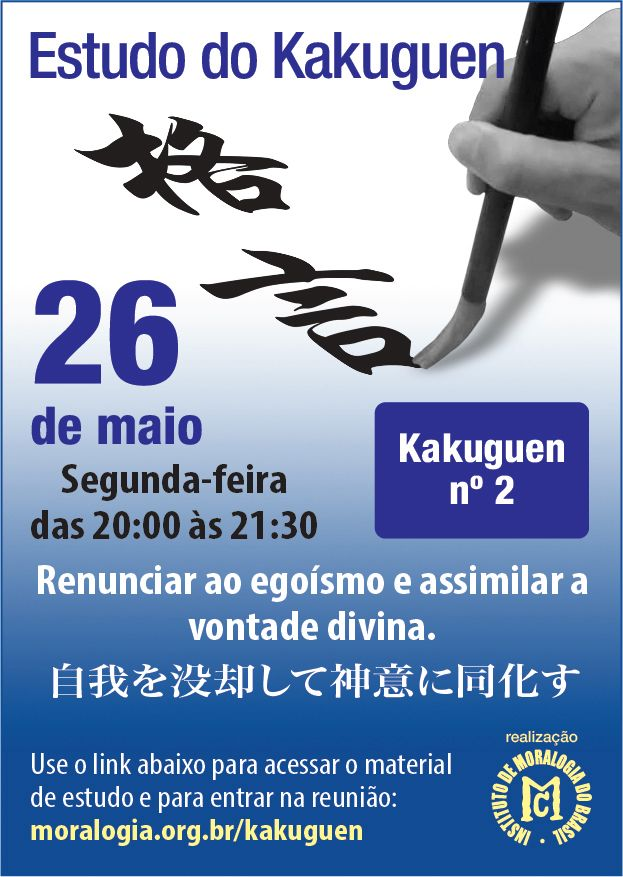 Estudo do Kakuguen
格
言
26
de maio
Segunda-feira
das 20:00 às 21:30
Kakuguen
nº 2
Renunciar ao egoísmo e assimilar a
vontade divina.
自我を没却して神意に同化す
Use o link abaixo para acessar o material
de estudo e para entrar na reunião:
moralogia.org.br/kakuguen
realização
INSTITUTO DE MORALOGIA DO BRASIL
MC